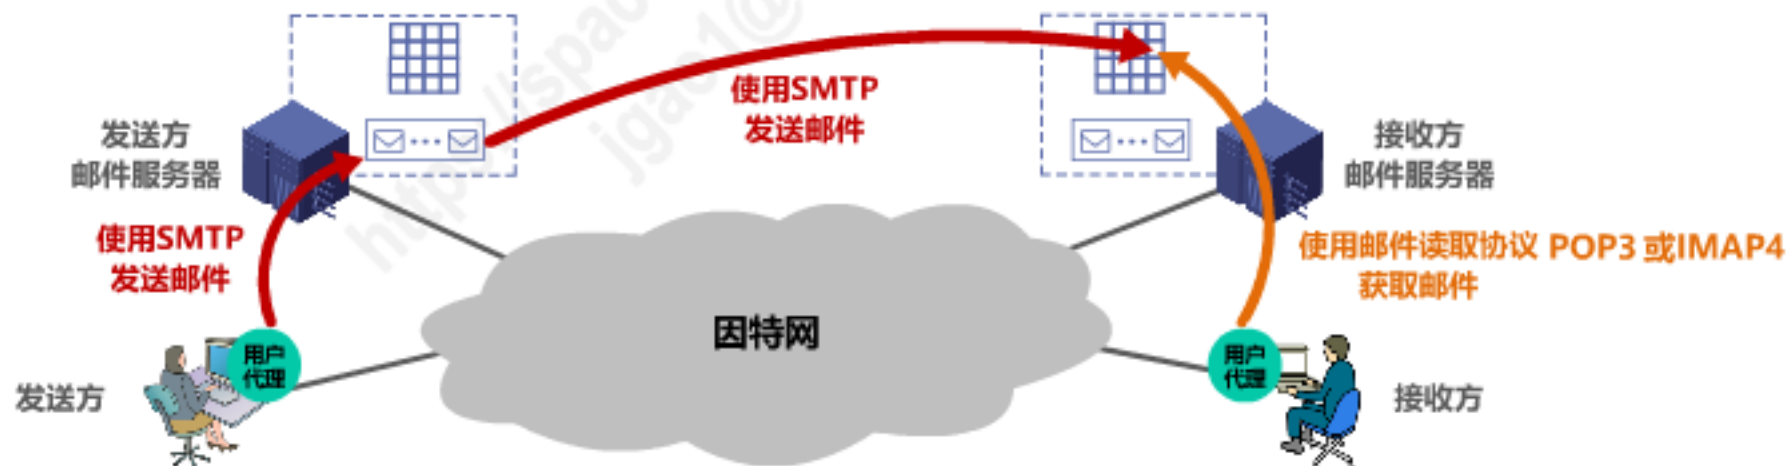 使用SMTP
发送邮件
发送方
邮件服务器
接收方
邮件服务器
使用SMTP
发送邮件
使用邮件读取协议 POP3 或IMAP4
获取邮件
因特网
用户
代理
用户
代理
发送方
接收方